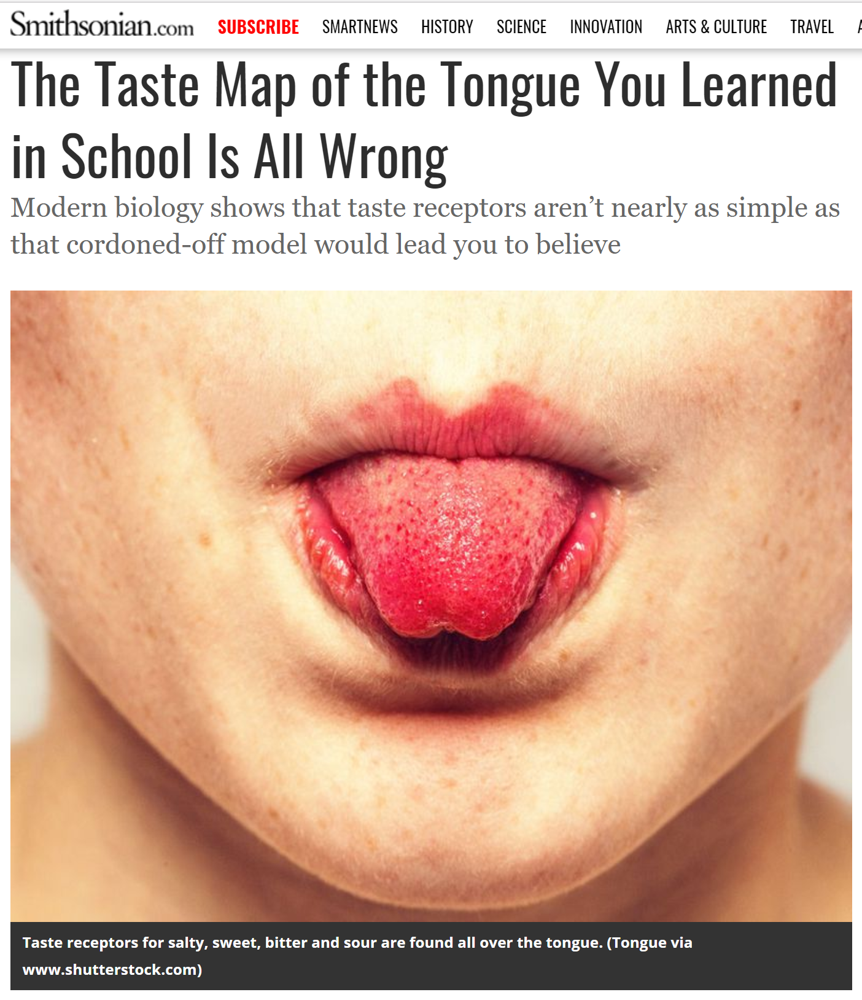 Smithsonian.com SUBSCRIBE SMARTNEWS HISTORY SCIENCE INNOVATION ARTS & CULTURE TRAVEL
The Taste Map of the Tongue You Learned
in School Is All Wrong
Modern biology shows that taste receptors aren’t nearly as simple as
that cordoned-off model would lead you to believe
Taste receptors for salty, sweet, bitter and sour are found all over the tongue. (Tongue via
www.shutterstock.com)